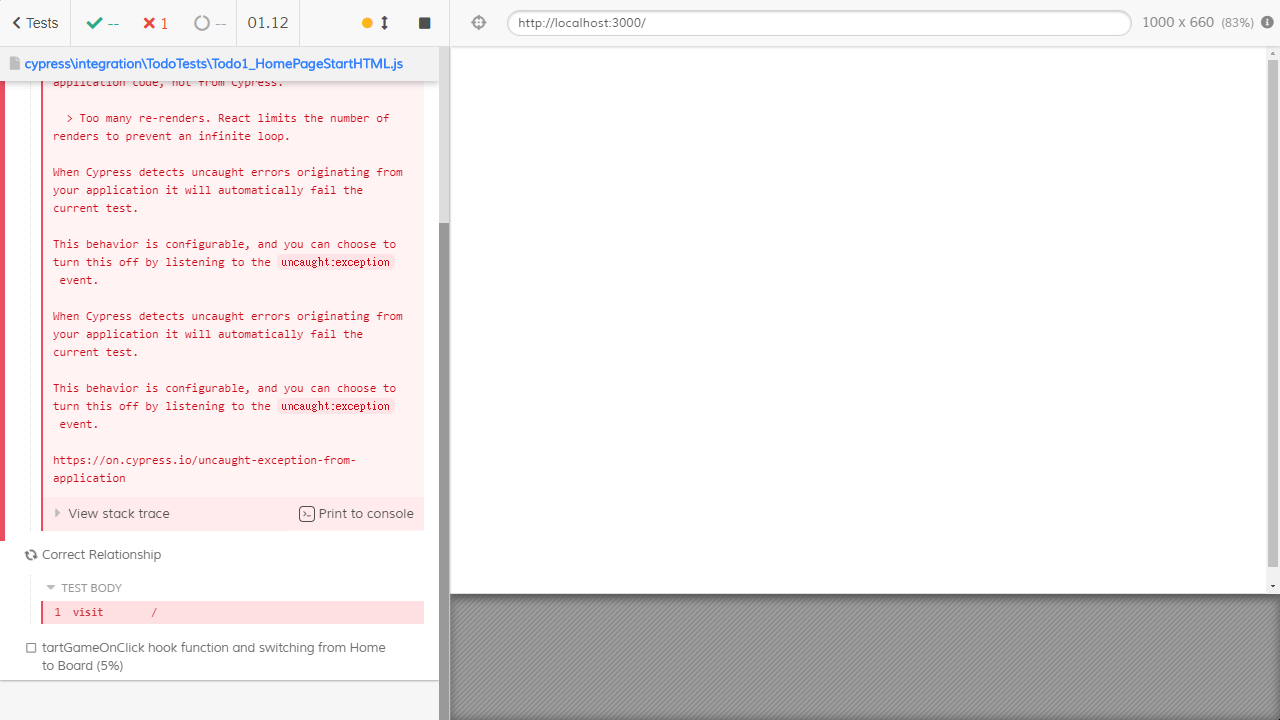 Tests -- 1 -- 01.12 http://localhost:3000/ 1000 x 660 (83%)
cypress\integration\TodoTests\Todo1_HomePageStartHTML.js
application code, not from Cypress.
> Too many re-renders. React limits the number of
renders to prevent an infinite loop.
When Cypress detects uncaught errors originating from
your application it will automatically fail the
current test.
This behavior is configurable, and you can choose to
turn this off by listening to the uncaught:exception
event.
When Cypress detects uncaught errors originating from
your application it will automatically fail the
current test.
This behavior is configurable, and you can choose to
turn this off by listening to the uncaught:exception
event.
https://on.cypress.io/uncaught-exception-from-
application
View stack trace Print to console
Correct Relationship
TEST BODY
1 visit /
tartGameOnClick hook function and switching from Home
to Board (5%)